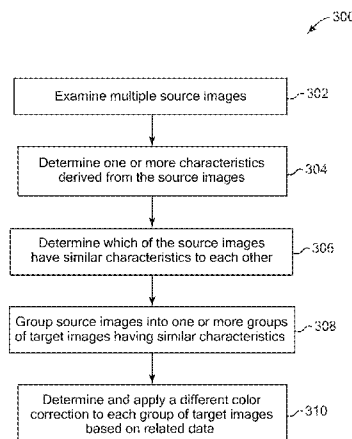 300
Examine multiple source images
302
Determine one or more characteristics
derived from the source images
304
Determine which of the source images
have similar characteristics to each other
306
Group source images into one or more groups
of target images having similar characteristics
308
Determine and apply a different color
correction to each group of target images
based on related data
310